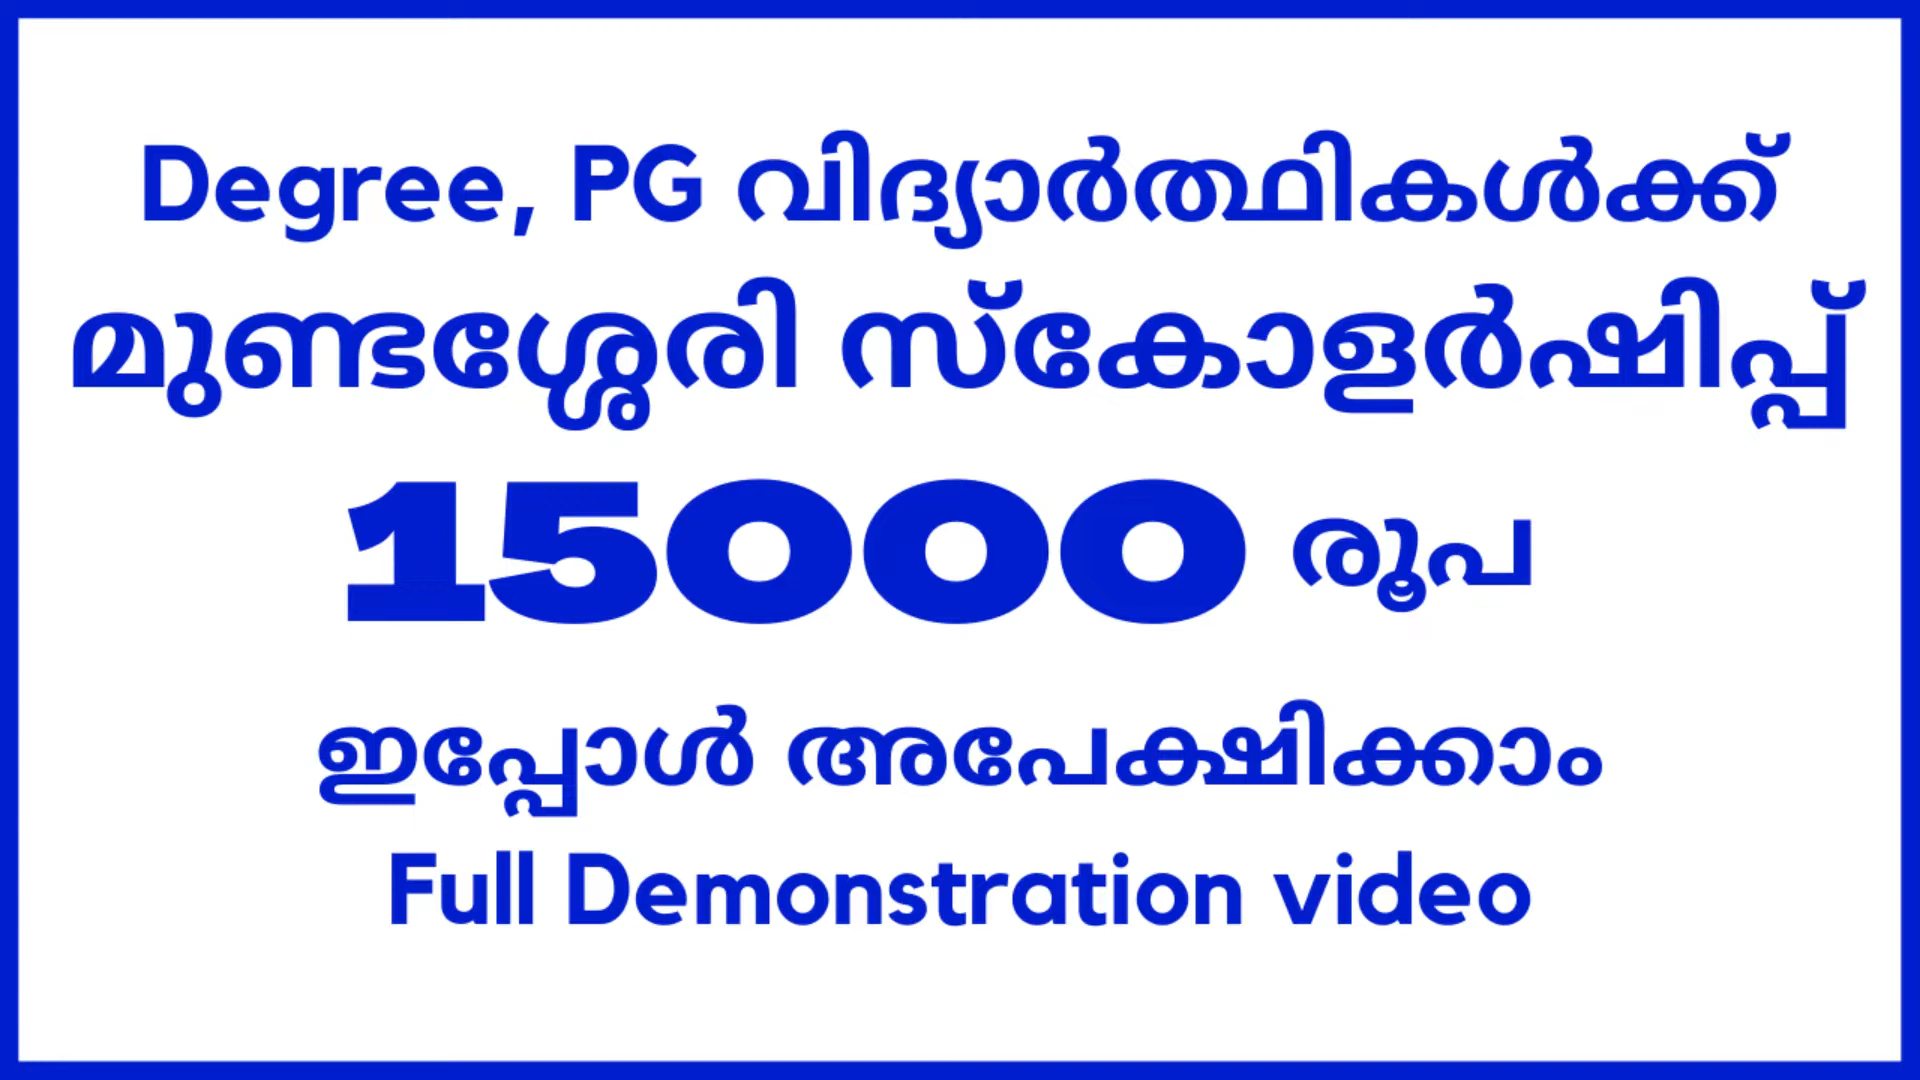 Degree, PG വിദ്യാർത്ഥികൾക്ക്
മുണ്ടശ്ശേരി സ്കോളർഷിപ്പ്
15000 രൂപ
ഇപ്പോൾ അപേക്ഷിക്കാം
Full Demonstration video